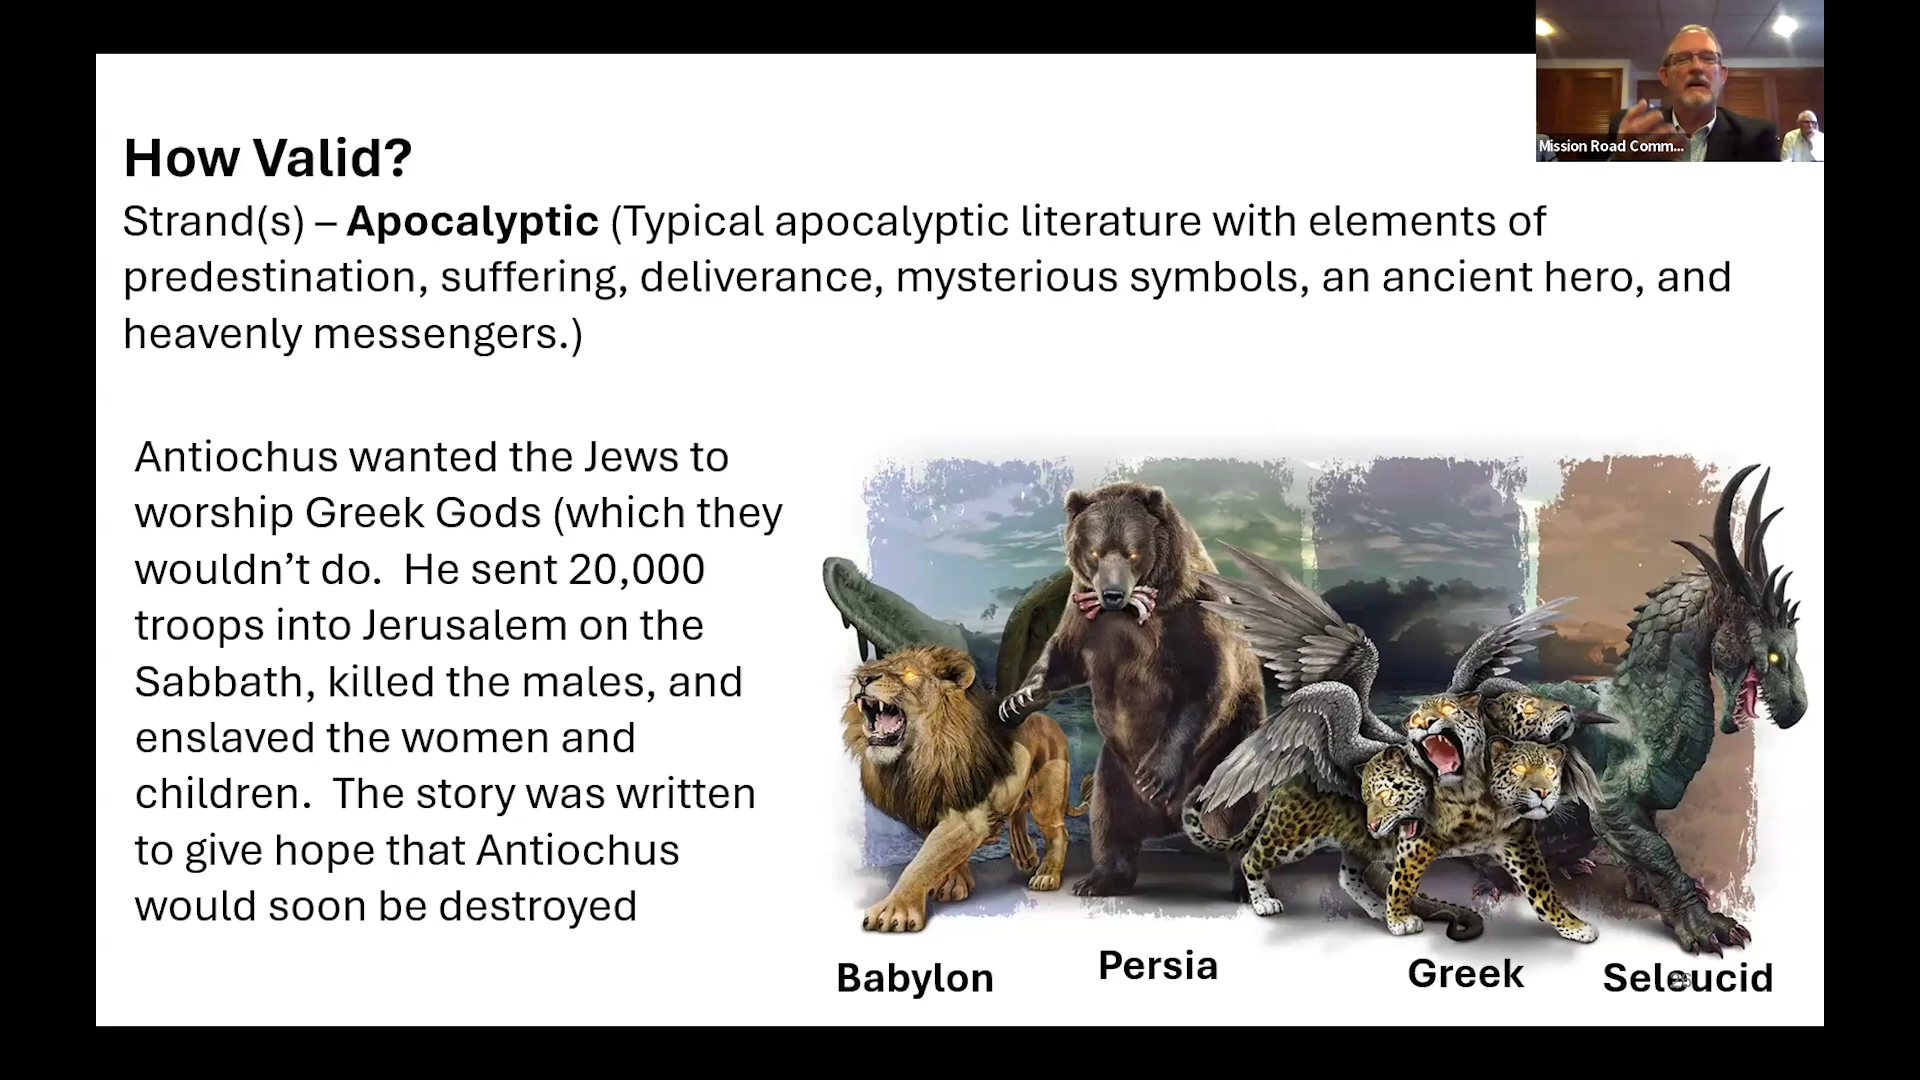 Mission Road Comm...
How Valid?
Strand(s) – Apocalyptic (Typical apocalyptic literature with elements of
predestination, suffering, deliverance, mysterious symbols, an ancient hero, and
heavenly messengers.)
Antiochus wanted the Jews to
worship Greek Gods (which they
wouldn’t do.  He sent 20,000
troops into Jerusalem on the
Sabbath, killed the males, and
enslaved the women and
children.  The story was written
to give hope that Antiochus
would soon be destroyed
Babylon
Persia
Greek
Seleucid